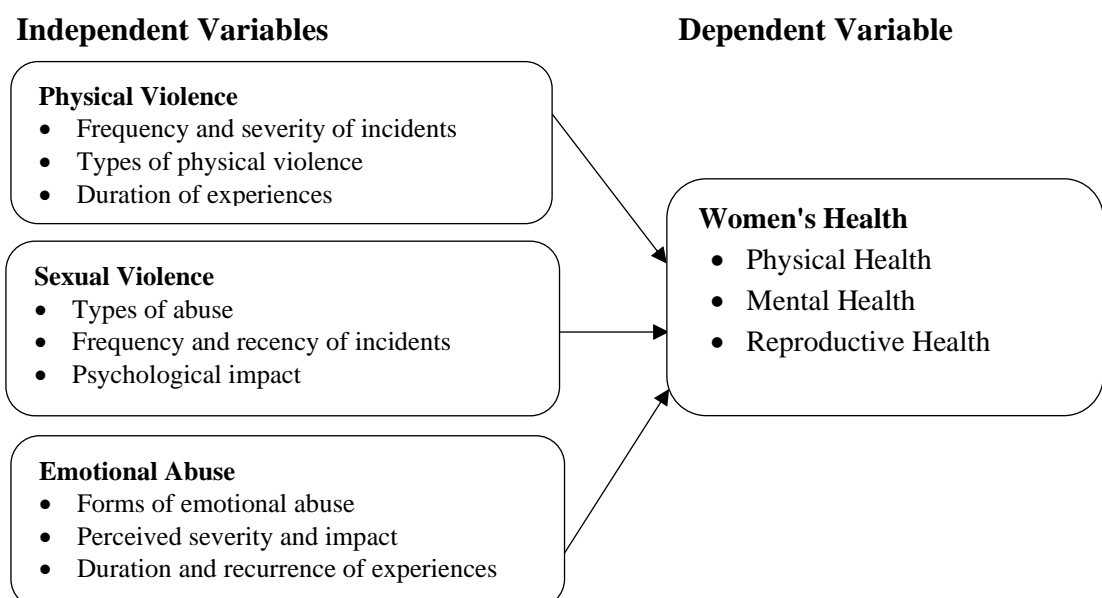 Independent Variables
Dependent Variable
Physical Violence
• Frequency and severity of incidents
• Types of physical violence
• Duration of experiences
Sexual Violence
• Types of abuse
• Frequency and recency of incidents
• Psychological impact
Emotional Abuse
• Forms of emotional abuse
• Perceived severity and impact
• Duration and recurrence of experiences
Women's Health
• Physical Health
• Mental Health
• Reproductive Health